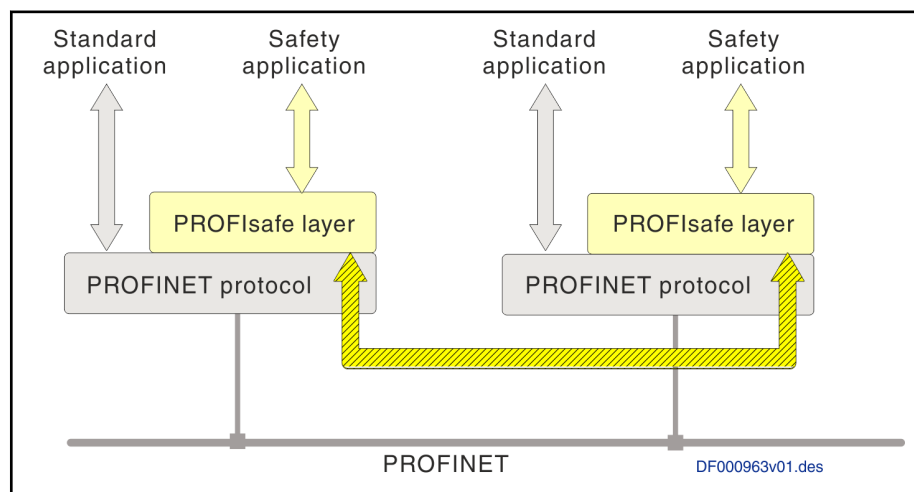 Standard
application
Safety
application
Standard
application
Safety
application
PROFIsafe layer
PROFIsafe layer
PROFINET protocol
PROFINET protocol
PROFINET
DF000963v01.des